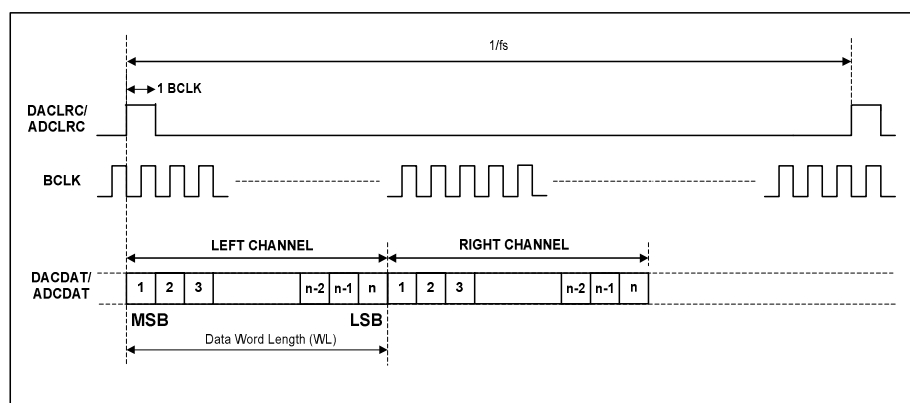 1/fs
1 BCLK
DACLRC/
ADCLRC
BCLK
LEFT CHANNEL RIGHT CHANNEL
DACDAT/
ADCDAT
1 2 3 n-2 n-1 n 1 2 3 n-2 n-1 n
MSB LSB
Data Word Length (WL)